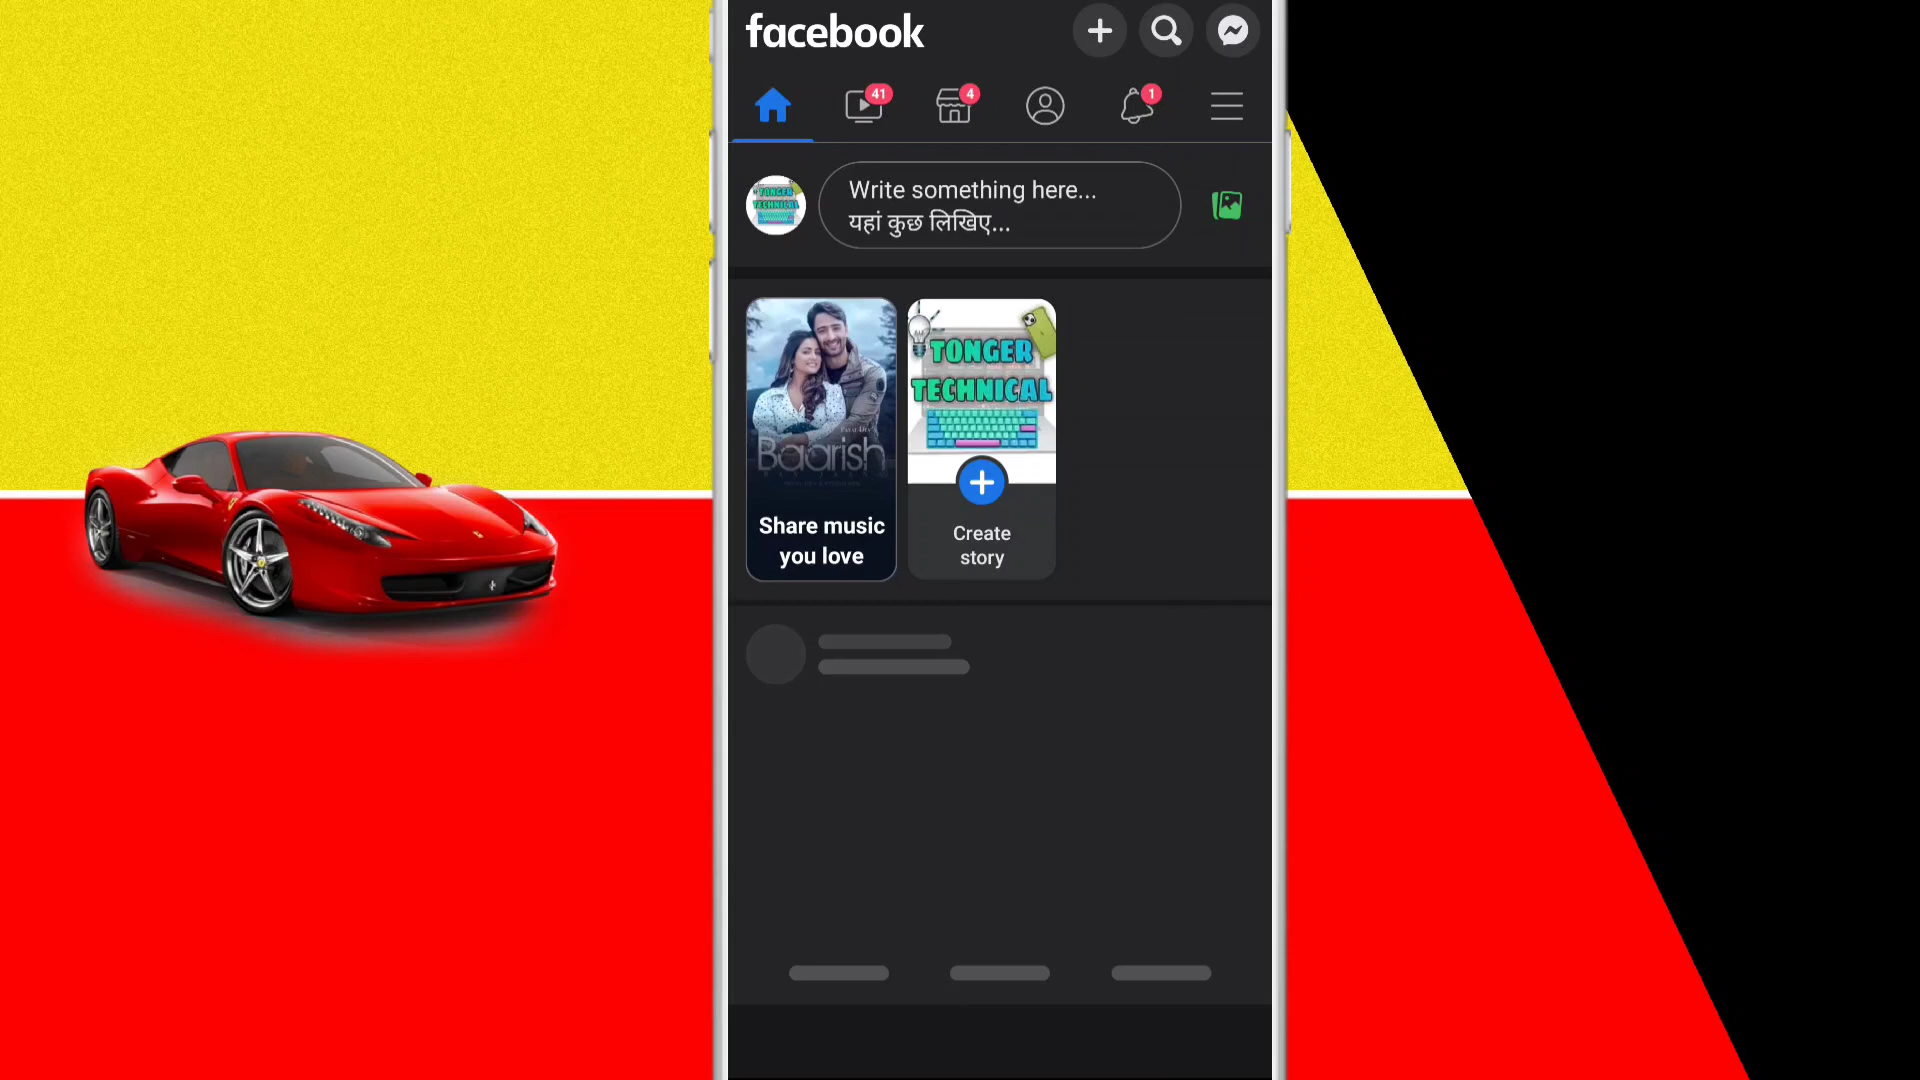 facebook
41
4
1
TONGER
TECHNICAL
Write something here...
यहां कुछ लिखिए...
Baarish
Share music
you love
TONGER
TECHNICAL
Create
story